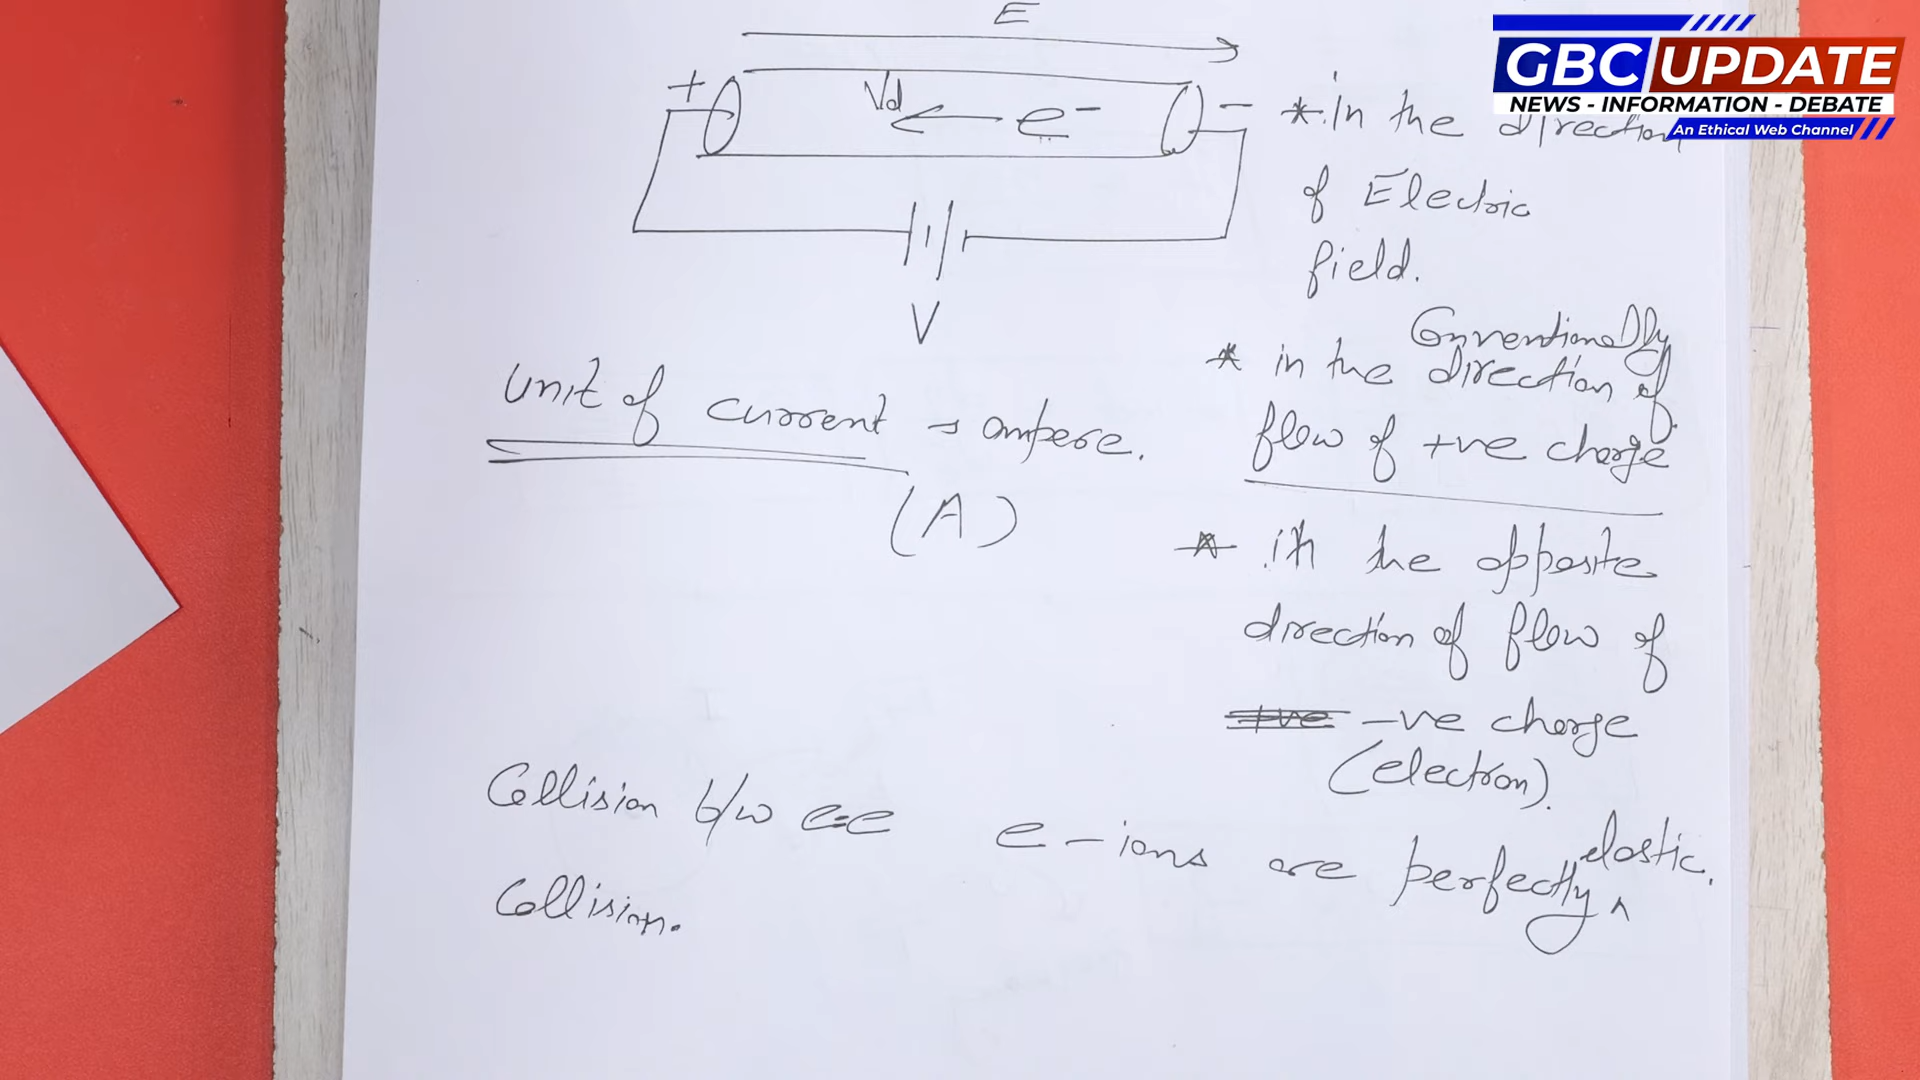 E
+ Vd e⁻ −
V
* in the direction
of Electric
field.
Conventionally
* in the direction of
flow of +ve charge
* in the opposite
direction of flow of
+ve -ve charge
(electron).
unit of current → ampere.
(A)
Collision b/w e-e e-ions are perfectly ^ elastic.
Collision.
GBC UPDATE
NEWS - INFORMATION - DEBATE
An Ethical Web Channel